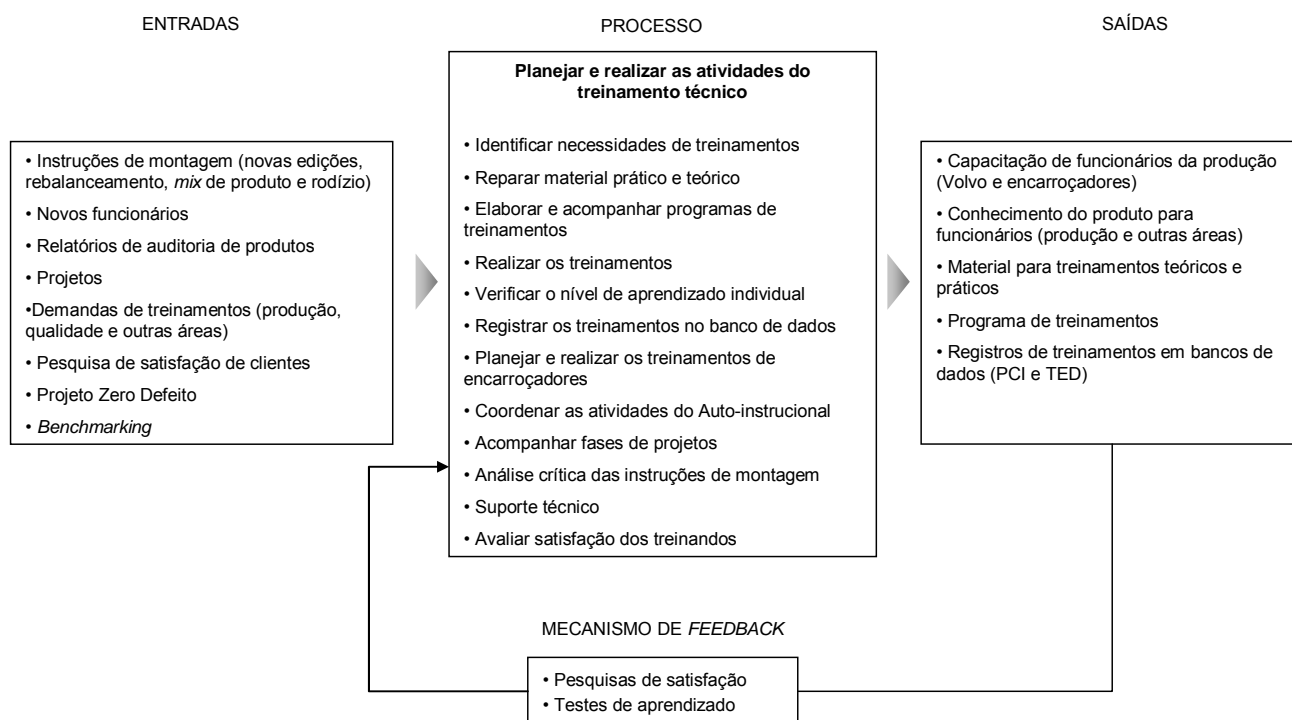 ENTRADAS
PROCESSO
SAÍDAS
Planejar e realizar as atividades do
treinamento técnico
• Identificar necessidades de treinamentos
• Reparar material prático e teórico
• Elaborar e acompanhar programas de
treinamentos
• Realizar os treinamentos
• Verificar o nível de aprendizado individual
• Registrar os treinamentos no banco de dados
• Planejar e realizar os treinamentos de
encarroçadores
• Coordenar as atividades do Auto-instrucional
• Acompanhar fases de projetos
• Análise crítica das instruções de montagem
• Suporte técnico
• Avaliar satisfação dos treinandos
• Instruções de montagem (novas edições,
rebalanceamento, mix de produto e rodízio)
• Novos funcionários
• Relatórios de auditoria de produtos
• Projetos
•Demandas de treinamentos (produção,
qualidade e outras áreas)
• Pesquisa de satisfação de clientes
• Projeto Zero Defeito
• Benchmarking
• Capacitação de funcionários da produção
(Volvo e encarroçadores)
• Conhecimento do produto para
funcionários (produção e outras áreas)
• Material para treinamentos teóricos e
práticos
• Programa de treinamentos
• Registros de treinamentos em bancos de
dados (PCI e TED)
MECANISMO DE FEEDBACK
• Pesquisas de satisfação
• Testes de aprendizado